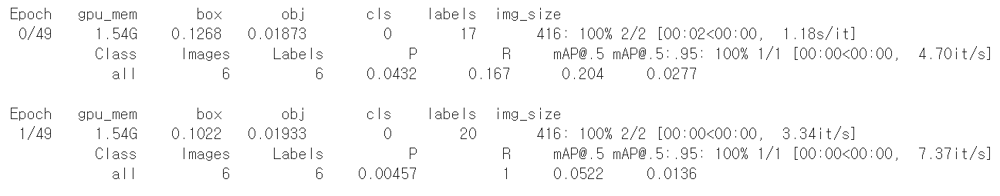 Epoch gpu_mem box obj cls labels img_size
0/49 1.54G 0.1268 0.01873 0 17 416: 100% 2/2 [00:02<00:00, 1.18s/it]
Class Images Labels P R mAP@.5 mAP@.5:.95: 100% 1/1 [00:00<00:00, 4.70it/s]
all 6 6 0.0432 0.167 0.204 0.0277
Epoch gpu_mem box obj cls labels img_size
1/49 1.54G 0.1022 0.01933 0 20 416: 100% 2/2 [00:00<00:00, 3.34it/s]
Class Images Labels P R mAP@.5 mAP@.5:.95: 100% 1/1 [00:00<00:00, 7.37it/s]
all 6 6 0.00457 1 0.0522 0.0136